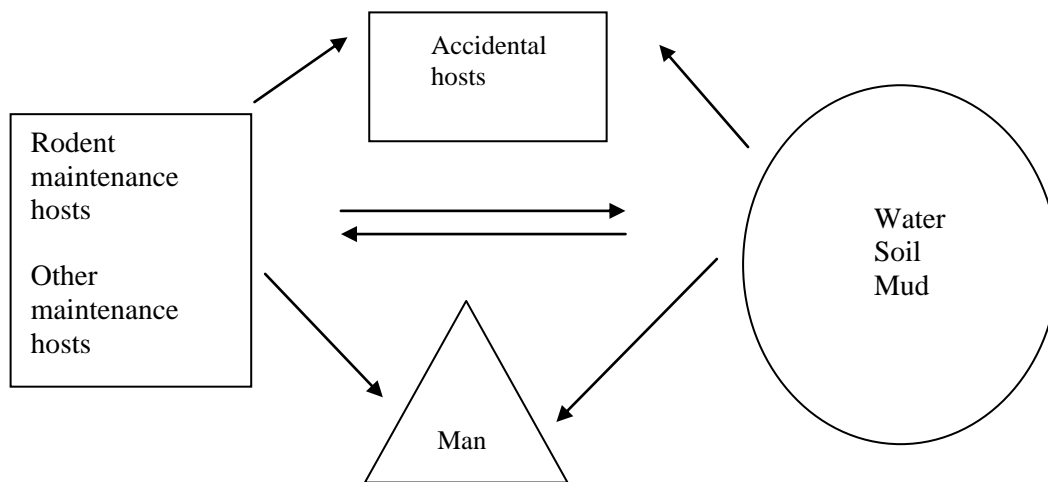 Accidental
hosts
Rodent
maintenance
hosts
Other
maintenance
hosts
Water
Soil
Mud
Man